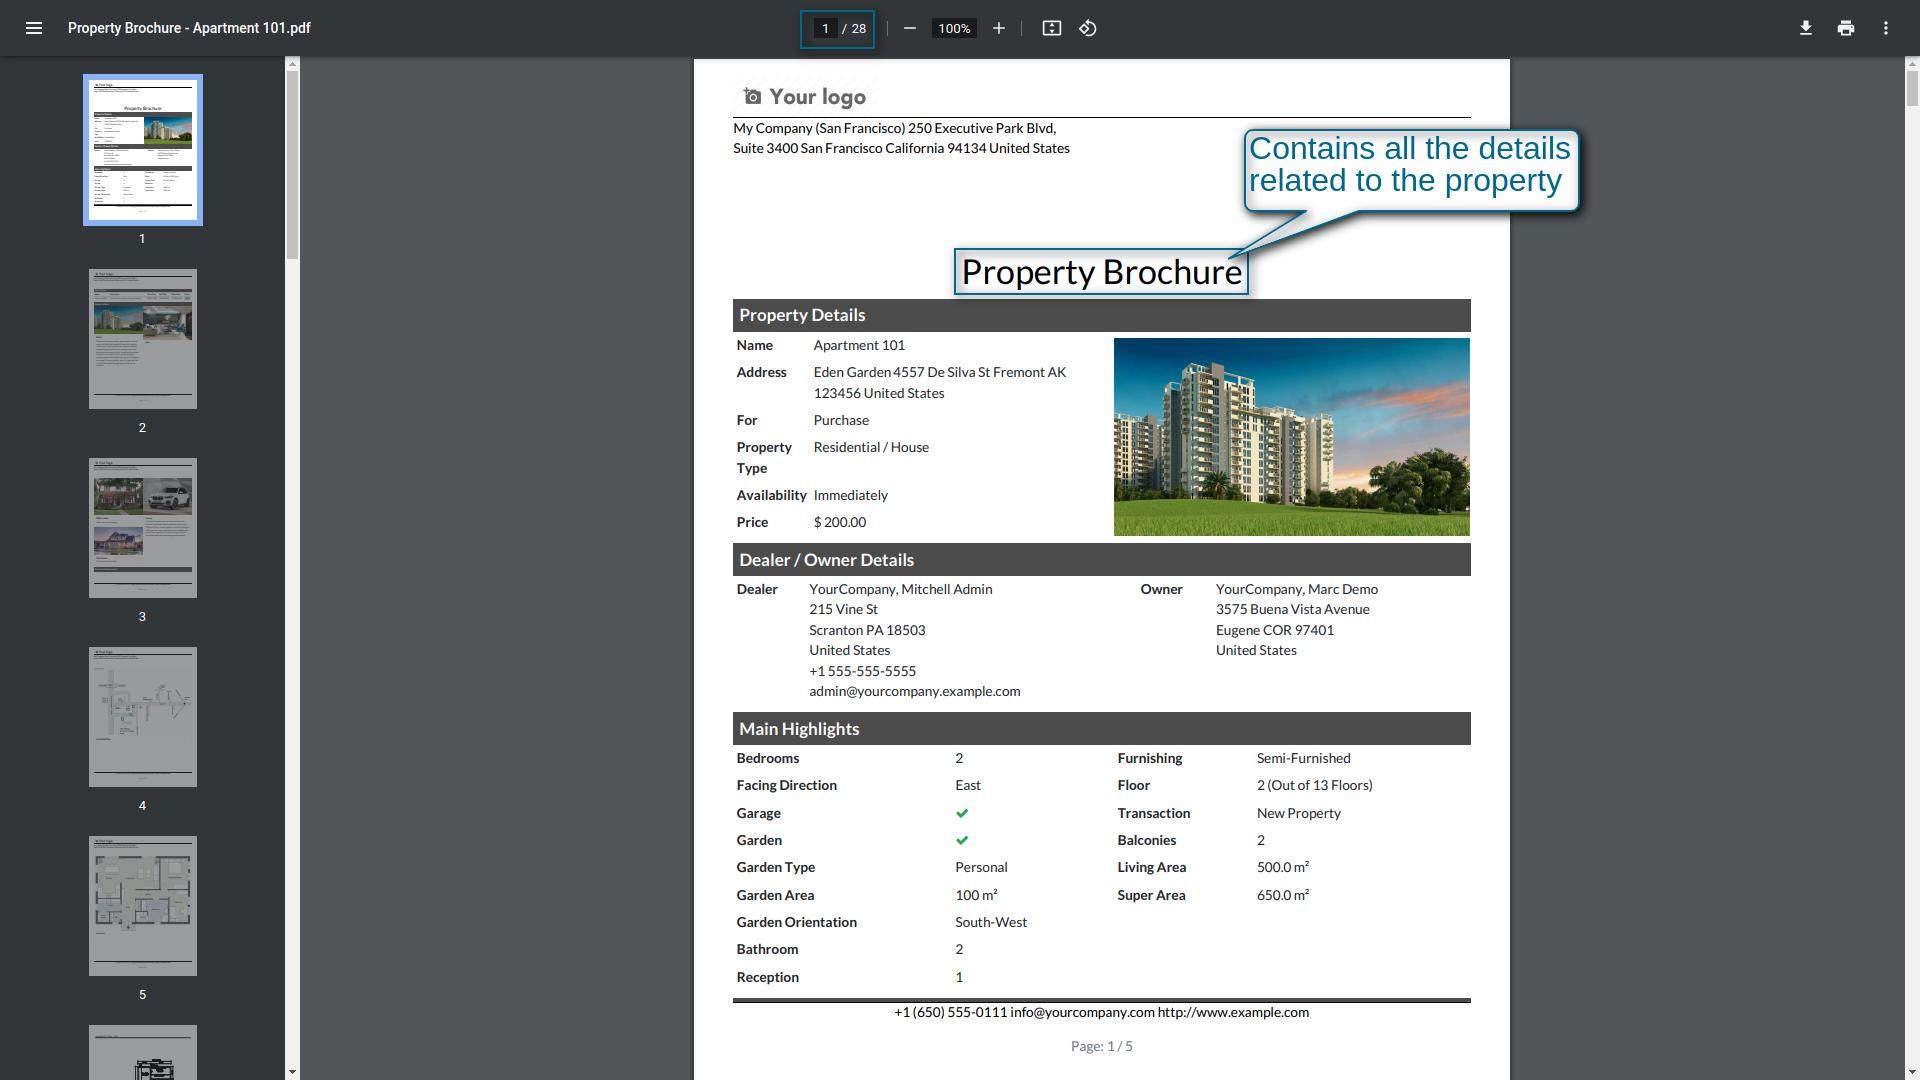 Property Brochure - Apartment 101.pdf
1 / 28
100%
Your logo
My Company (San Francisco) 250 Executive Park Blvd,
Suite 3400 San Francisco California 94134 United States
Contains all the details
related to the property
Property Brochure
Property Details
Name Apartment 101
Address Eden Garden 4557 De Silva St Fremont AK
123456 United States
For Purchase
Property Residential / House
Type
Availability Immediately
Price $ 200.00
Dealer / Owner Details
Dealer YourCompany, Mitchell Admin Owner YourCompany, Marc Demo
215 Vine St 3575 Buena Vista Avenue
Scranton PA 18503 Eugene COR 97401
United States United States
+1 555-555-5555
admin@yourcompany.example.com
Main Highlights
Bedrooms 2 Furnishing Semi-Furnished
Facing Direction East Floor 2 (Out of 13 Floors)
Garage ✔ Transaction New Property
Garden ✔ Balconies 2
Garden Type Personal Living Area 500.0 m²
Garden Area 100 m² Super Area 650.0 m²
Garden Orientation South-West
Bathroom 2
Reception 1
+1 (650) 555-0111 info@yourcompany.com http://www.example.com
Page: 1 / 5
1
2
3
4
5